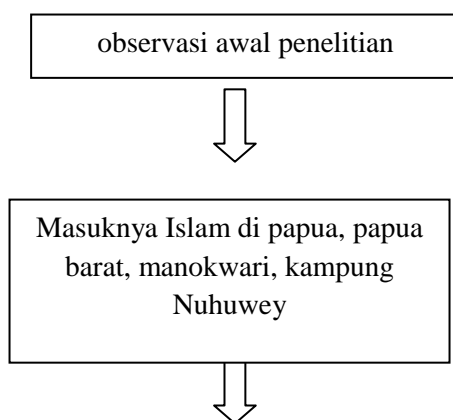 observasi awal penelitian
Masuknya Islam di papua, papua
barat, manokwari, kampung
Nuhuwey